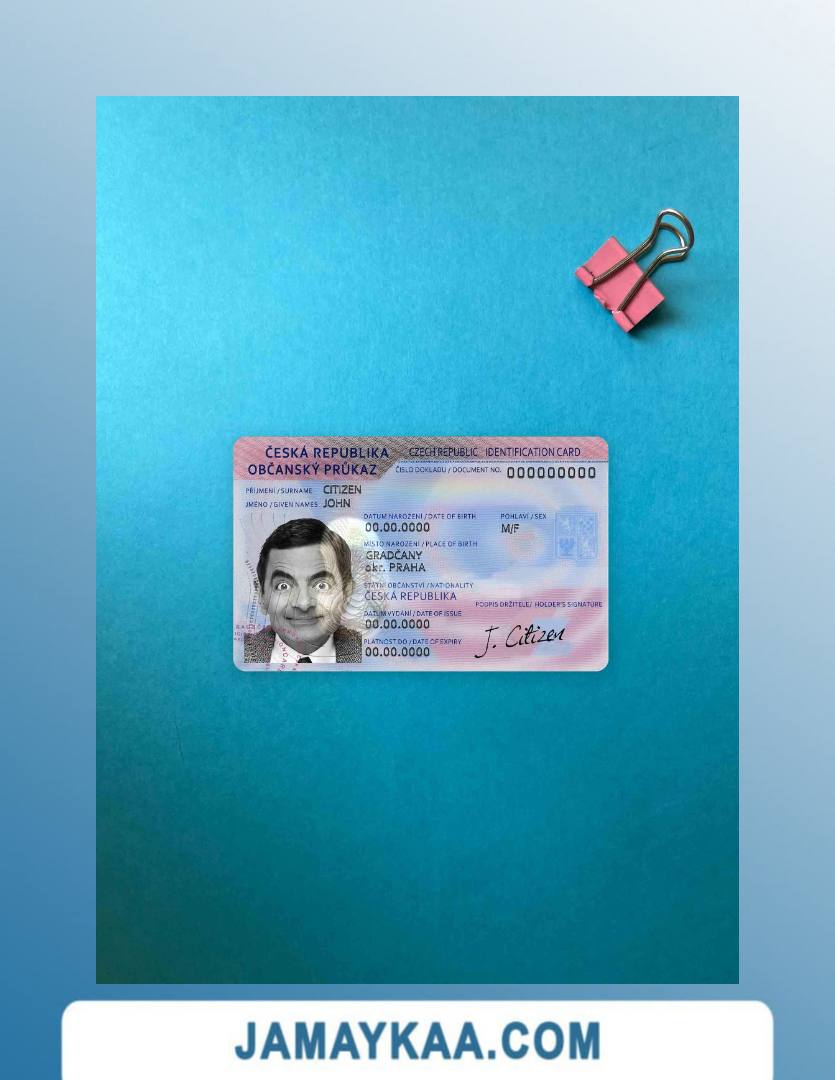 ČESKÁ REPUBLIKA
CZECH REPUBLIC IDENTIFICATION CARD
OBČANSKÝ PRŮKAZ
ČÍSLO DOKLADU / DOCUMENT NO. 000000000
PŘÍJMENÍ / SURNAME CITIZEN
JMÉNO / GIVEN NAMES JOHN
DATUM NAROZENÍ / DATE OF BIRTH
POHLAVÍ / SEX
00.00.0000
M/F
MÍSTO NAROZENÍ / PLACE OF BIRTH
GRADČANY
okr. PRAHA
STÁTNÍ OBČANSTVÍ / NATIONALITY
ČESKÁ REPUBLIKA
PODPIS DRŽITELE/ HOLDER'S SIGNATURE
DATUM VYDÁNÍ / DATE OF ISSUE
00.00.0000
J. Citizen
PLATNOST DO / DATE OF EXPIRY
00.00.0000
JAMAYKAA.COM